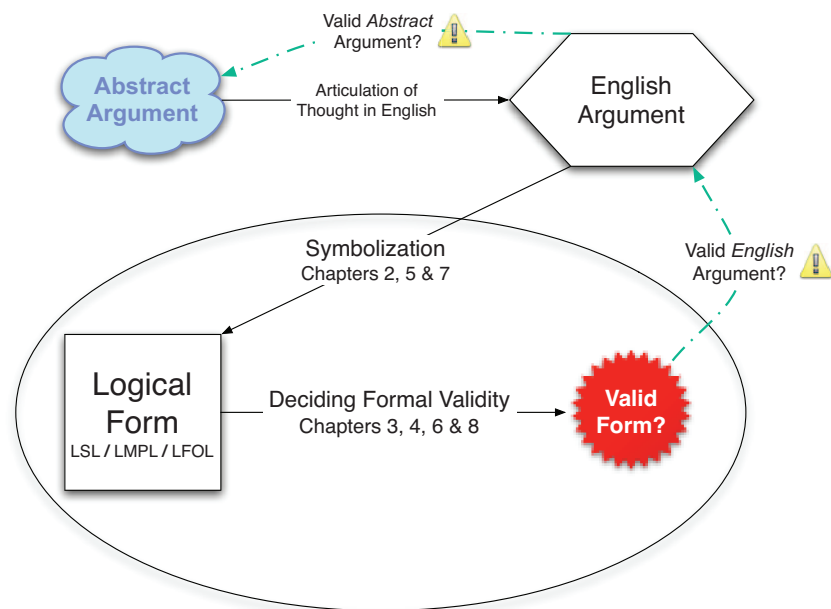 Valid Abstract
Argument?
Abstract
Argument
Articulation of
Thought in English
English
Argument
Symbolization
Chapters 2, 5 & 7
Valid English
Argument?
Logical
Form
LSL / LMPL / LFOL
Deciding Formal Validity
Chapters 3, 4, 6 & 8
Valid
Form?